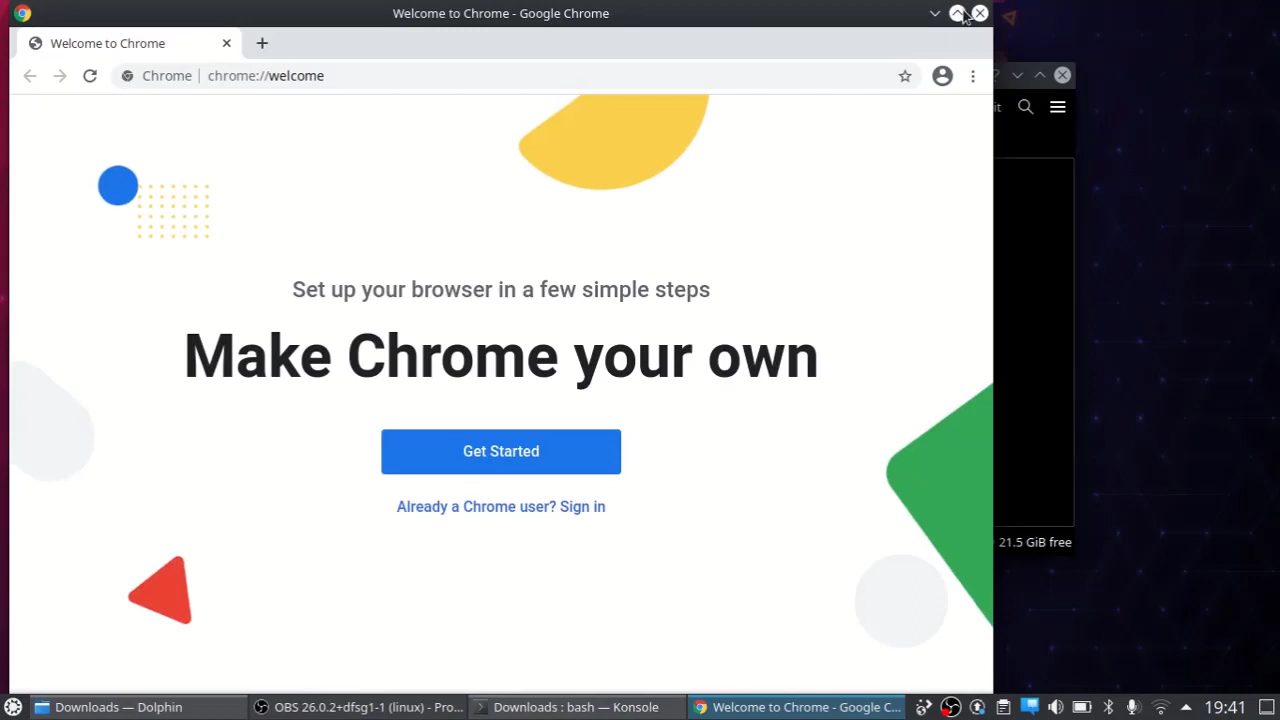 Welcome to Chrome - Google Chrome
Welcome to Chrome
Chrome | chrome://welcome
it
Set up your browser in a few simple steps
Make Chrome your own
Get Started
Already a Chrome user? Sign in
21.5 GiB free
Downloads — Dolphin
OBS 26.0.2+dfsg1-1 (linux) - Pro...
Downloads : bash — Konsole
Welcome to Chrome - Google C...
19:41